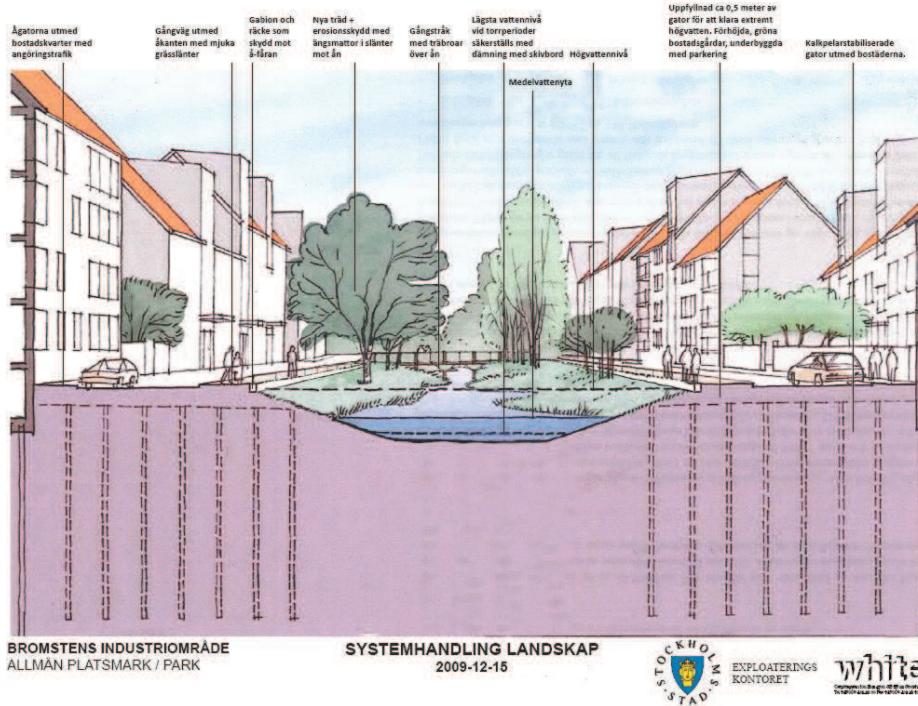 Ågatorna utmed
bostadskvarter med
angöringstrafik
Gångväg utmed
åkanten med mjuka
grässlänter
Gabion och
räcke som
skydd mot
å-fåran
Nya träd +
erosionsskydd med
ängsmattor i slänter
mot ån
Gångstråk
med träbroar
över ån
Lägsta vattennivå
vid torrperioder
säkerställs med
dämning med skivbord
Högvattennivå
Medelvattenyta
Uppfyllnad ca 0,5 meter av
gator för att klara extremt
högvatten. Förhöjda, gröna
bostadsgårdar, underbyggda
med parkering
Kalkpelarstabiliserade
gator utmed bostäderna.
BROMSTENS INDUSTRIOMRÅDE
ALLMÄN PLATSMARK / PARK
SYSTEMHANDLING LANDSKAP
2009-12-15
STOCKHOLMS
STAD
EXPLOATERINGS
KONTORET
white